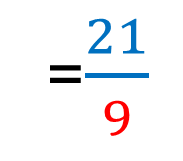 = 21/9